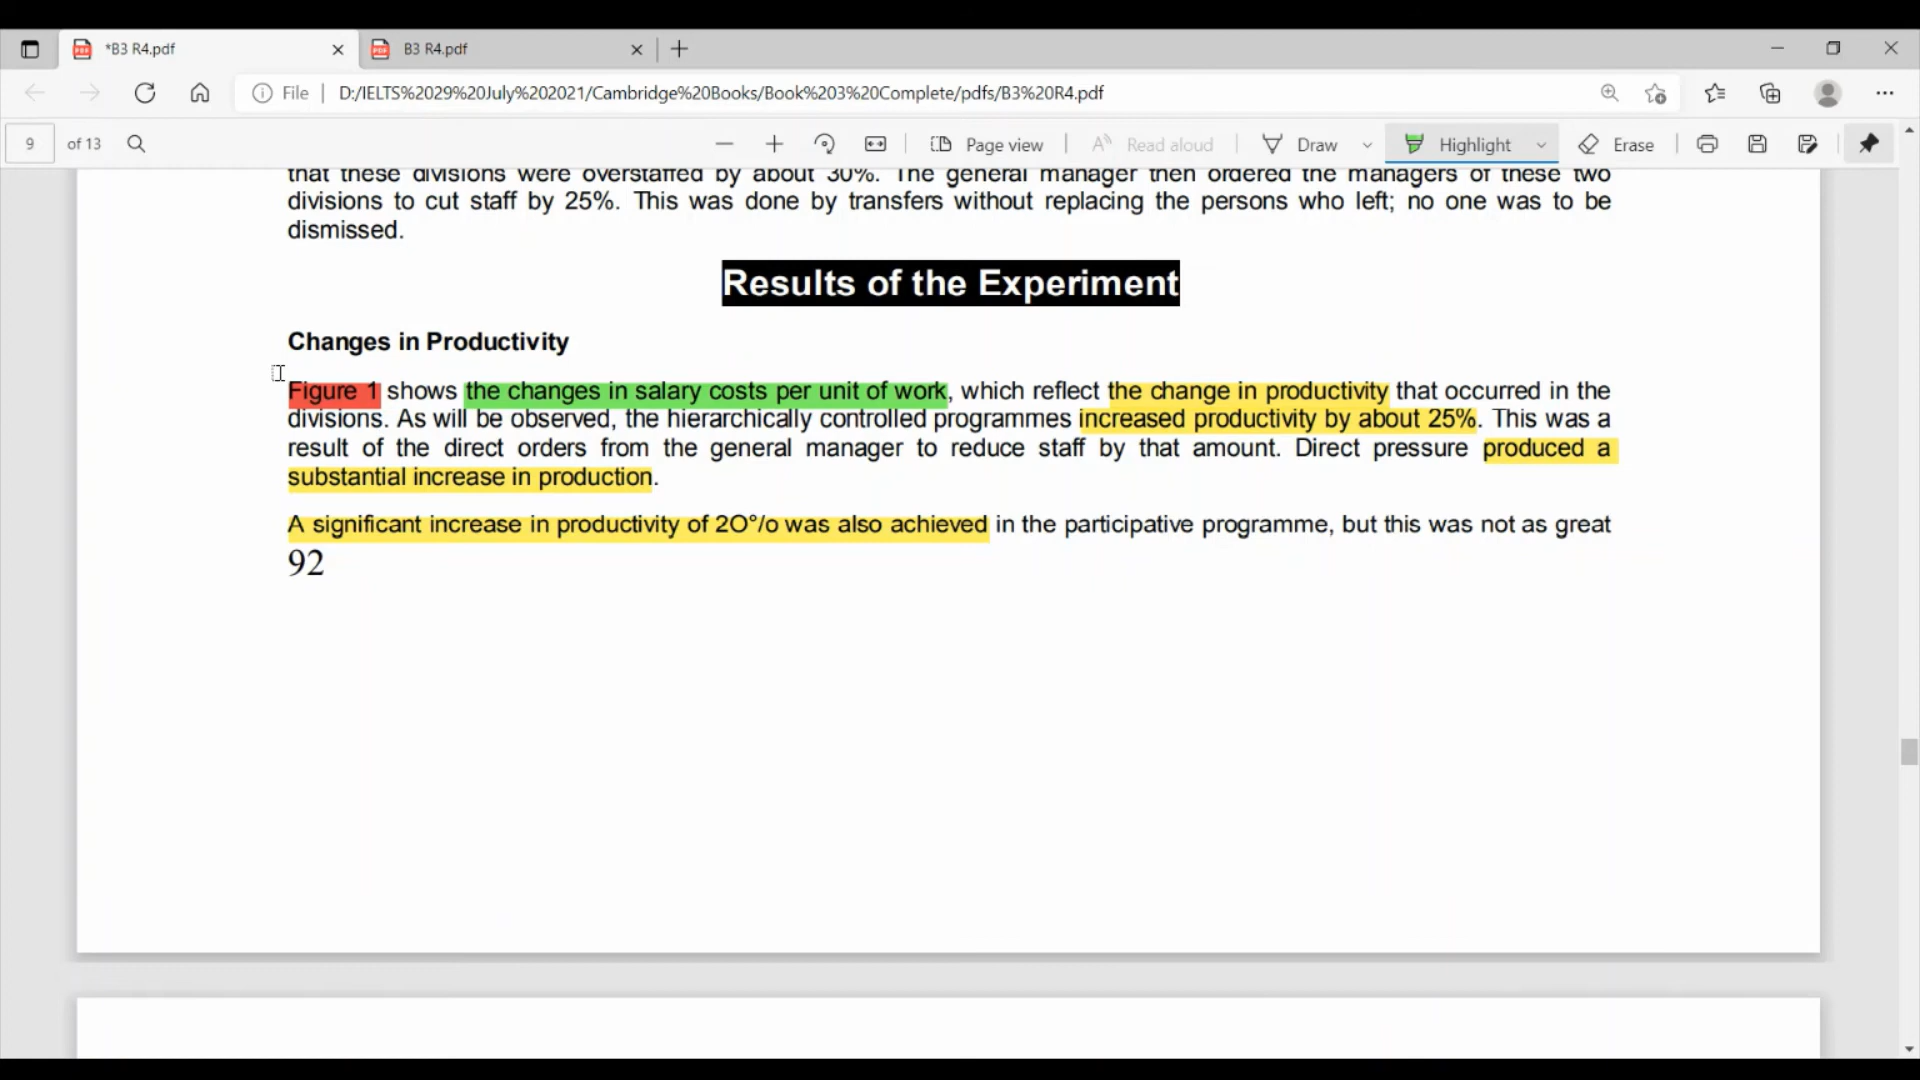 *B3 R4.pdf
B3 R4.pdf
File
D:/IELTS%2029%20July%202021/Cambridge%20Books/Book%203%20Complete/pdfs/B3%20R4.pdf
9 of 13
Page view
Read aloud
Draw
Highlight
Erase
that these divisions were overstaffed by about 30%. The general manager then ordered the managers of these two
divisions to cut staff by 25%. This was done by transfers without replacing the persons who left; no one was to be
dismissed.
Results of the Experiment
Changes in Productivity
Figure 1 shows the changes in salary costs per unit of work, which reflect the change in productivity that occurred in the
divisions. As will be observed, the hierarchically controlled programmes increased productivity by about 25%. This was a
result of the direct orders from the general manager to reduce staff by that amount. Direct pressure produced a
substantial increase in production.
A significant increase in productivity of 2O°/o was also achieved in the participative programme, but this was not as great
92